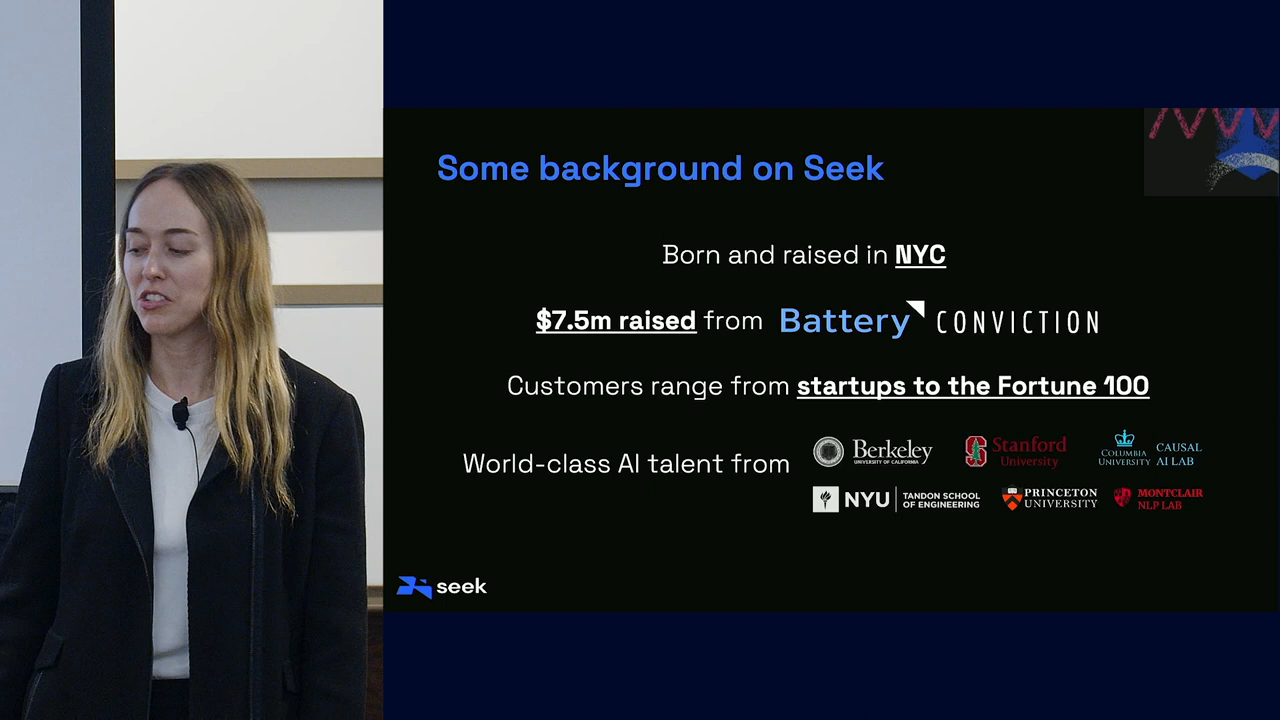 Some background on Seek
Born and raised in NYC
$7.5m raised from Battery CONVICTION
Customers range from startups to the Fortune 100
World-class AI talent from
Berkeley
UNIVERSITY OF CALIFORNIA
Stanford
University
COLUMBIA
UNIVERSITY
CAUSAL
AI LAB
NYU
TANDON SCHOOL
OF ENGINEERING
PRINCETON
UNIVERSITY
MONTCLAIR
NLP LAB
seek